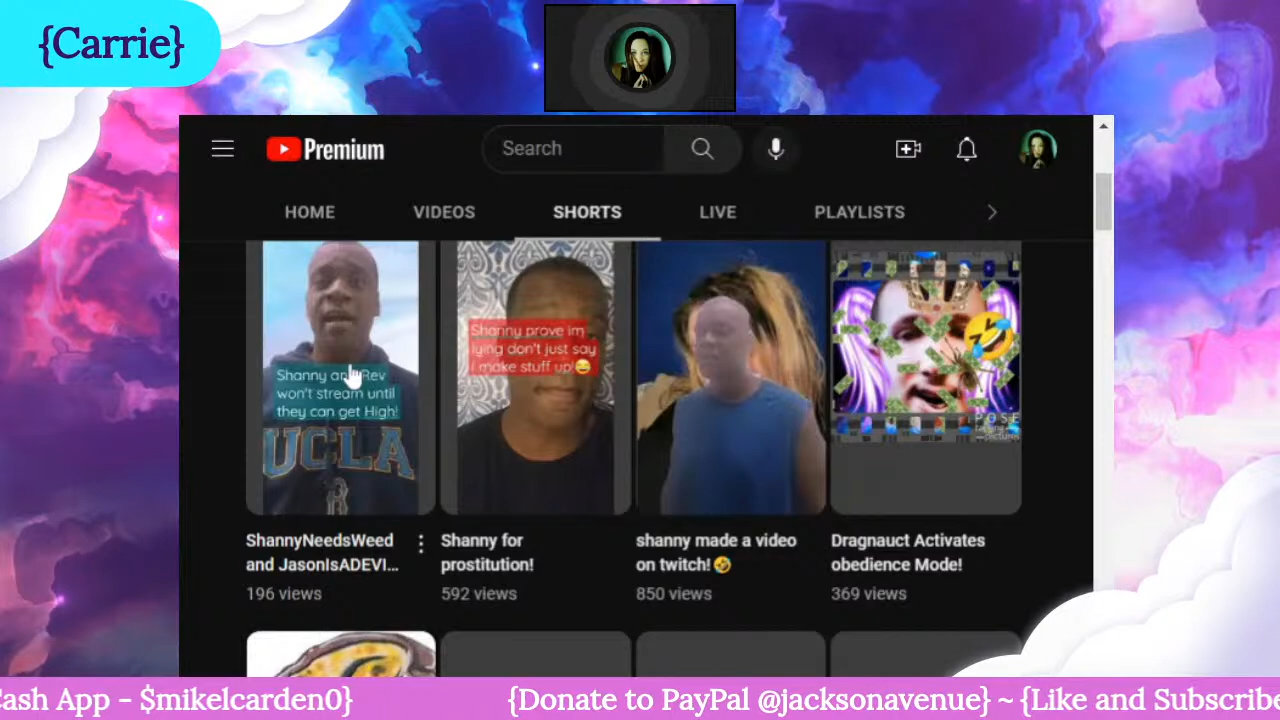 {Carrie}
Premium
Search
HOME
VIDEOS
SHORTS
LIVE
PLAYLISTS
Shanny and Rev
won't stream until
they can get High!
UCLA
Shanny prove im
lying don't just say
I make stuff up!😂
ShannyNeedsWeed
and JasonIsADEVI...
196 views
Shanny for
prostitution!
592 views
shanny made a video
on twitch!🤣
850 views
Dragnauct Activates
obedience Mode!
369 views
Cash App - $mikelcarden0} {Donate to PayPal @jacksonavenue} ~ {Like and Subscribe